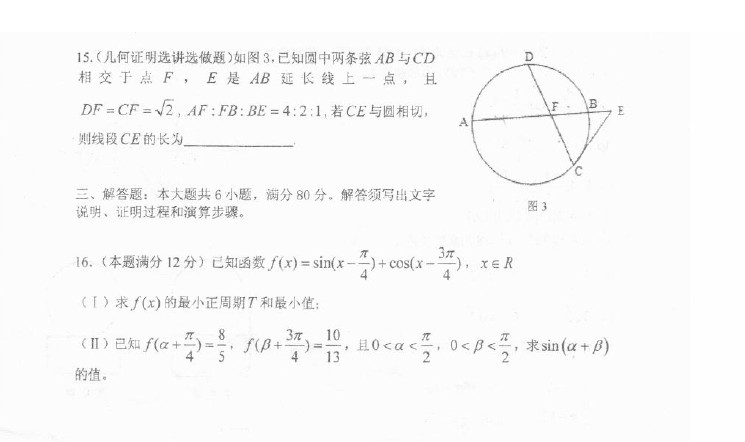 15.(几何证明选讲选做题)如图3,已知圆中两条弦AB与CD
相交于点F，E是AB延长线上一点，且
DF=CF=√2, AF:FB:BE=4:2:1,若CE与圆相切,
则线段CE的长为____________.
D
F
B
E
A
C
图3
三、解答题：本大题共6小题，满分80分。解答须写出文字
说明、证明过程和演算步骤。
16.（本题满分12分）已知函数 f(x)=sin(x-π/4)+cos(x-3π/4)，x∈R
（Ⅰ）求f(x)的最小正周期T和最小值;
（Ⅱ）已知 f(α+π/4)=8/5，f(β+3π/4)=10/13，且0<α<π/2，0<β<π/2，求sin(α+β)
的值。